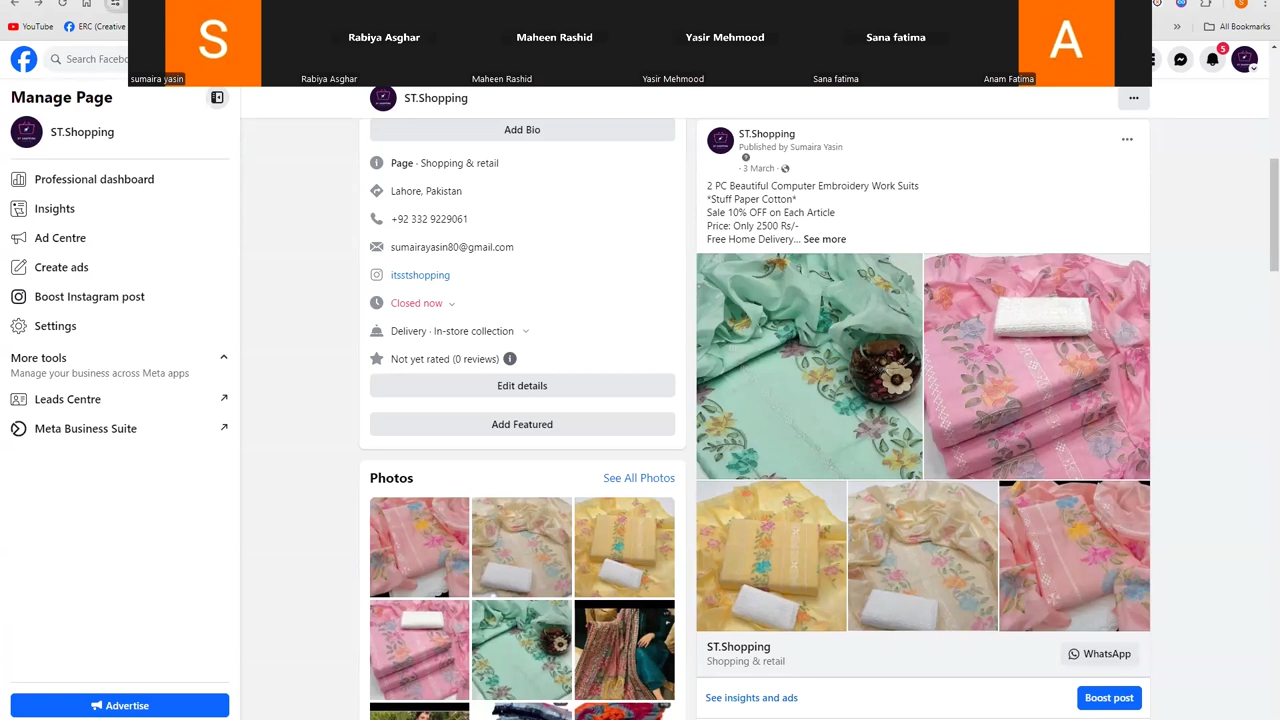 YouTube
ERC (Creative
All Bookmarks
S
Rabiya Asghar
Maheen Rashid
Yasir Mehmood
Sana fatima
A
sumaira yasin
Rabiya Asghar
Maheen Rashid
Yasir Mehmood
Sana fatima
Anam Fatima
Search Faceb
5
Manage Page
ST.Shopping
Professional dashboard
Insights
Ad Centre
Create ads
Boost Instagram post
Settings
More tools
Manage your business across Meta apps
Leads Centre
Meta Business Suite
Advertise
ST.Shopping
Add Bio
Page · Shopping & retail
Lahore, Pakistan
+92 332 9229061
sumairayasin80@gmail.com
itsstshopping
Closed now
Delivery · In-store collection
Not yet rated (0 reviews)
Edit details
Add Featured
Photos
See All Photos
ST.Shopping
Published by Sumaira Yasin
· 3 March ·
2 PC Beautiful Computer Embroidery Work Suits
*Stuff Paper Cotton*
Sale 10% OFF on Each Article
Price: Only 2500 Rs/-
Free Home Delivery... See more
ST.Shopping
Shopping & retail
WhatsApp
See insights and ads
Boost post